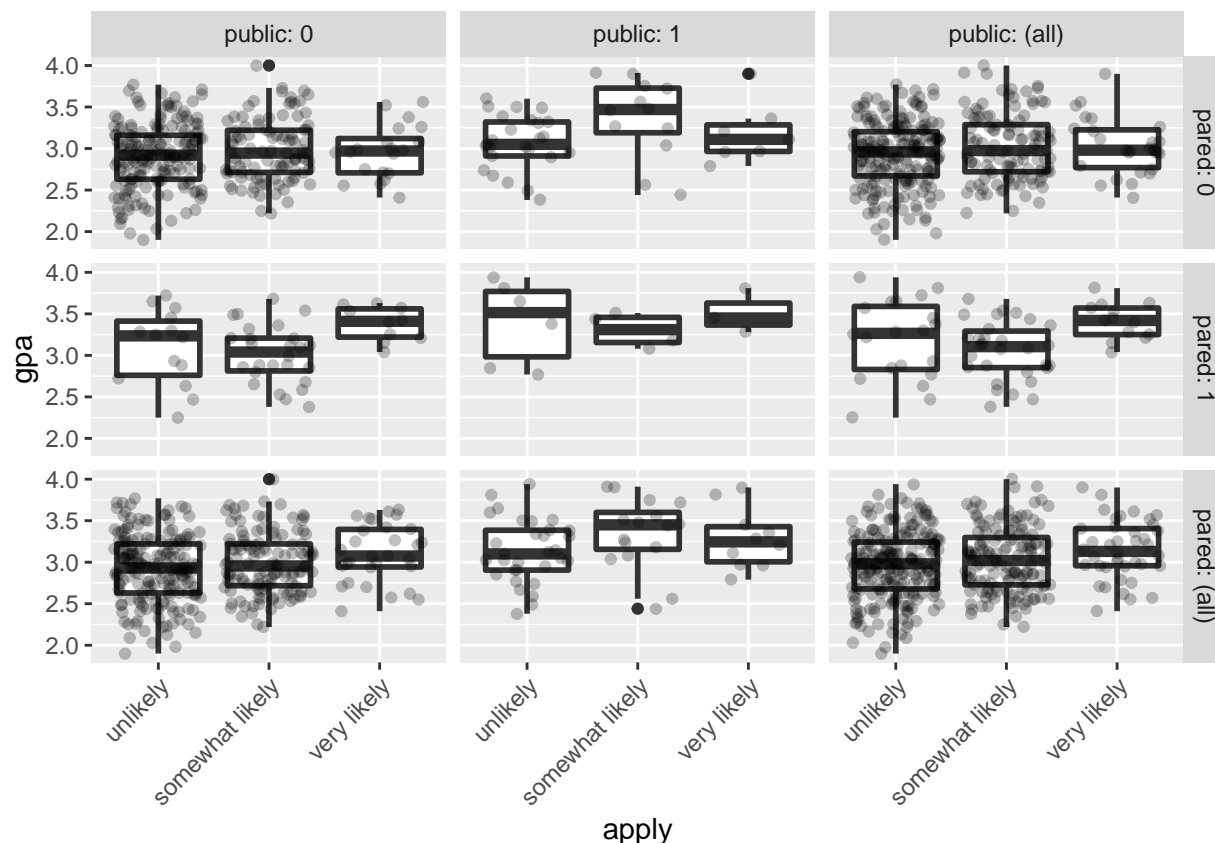 public: 0
public: 1
public: (all)
4.0
3.5
3.0
2.5
2.0
pared: 0
4.0
3.5
3.0
2.5
2.0
pared: 1
4.0
3.5
3.0
2.5
2.0
pared: (all)
gpa
unlikely
somewhat likely
very likely
unlikely
somewhat likely
very likely
unlikely
somewhat likely
very likely
apply